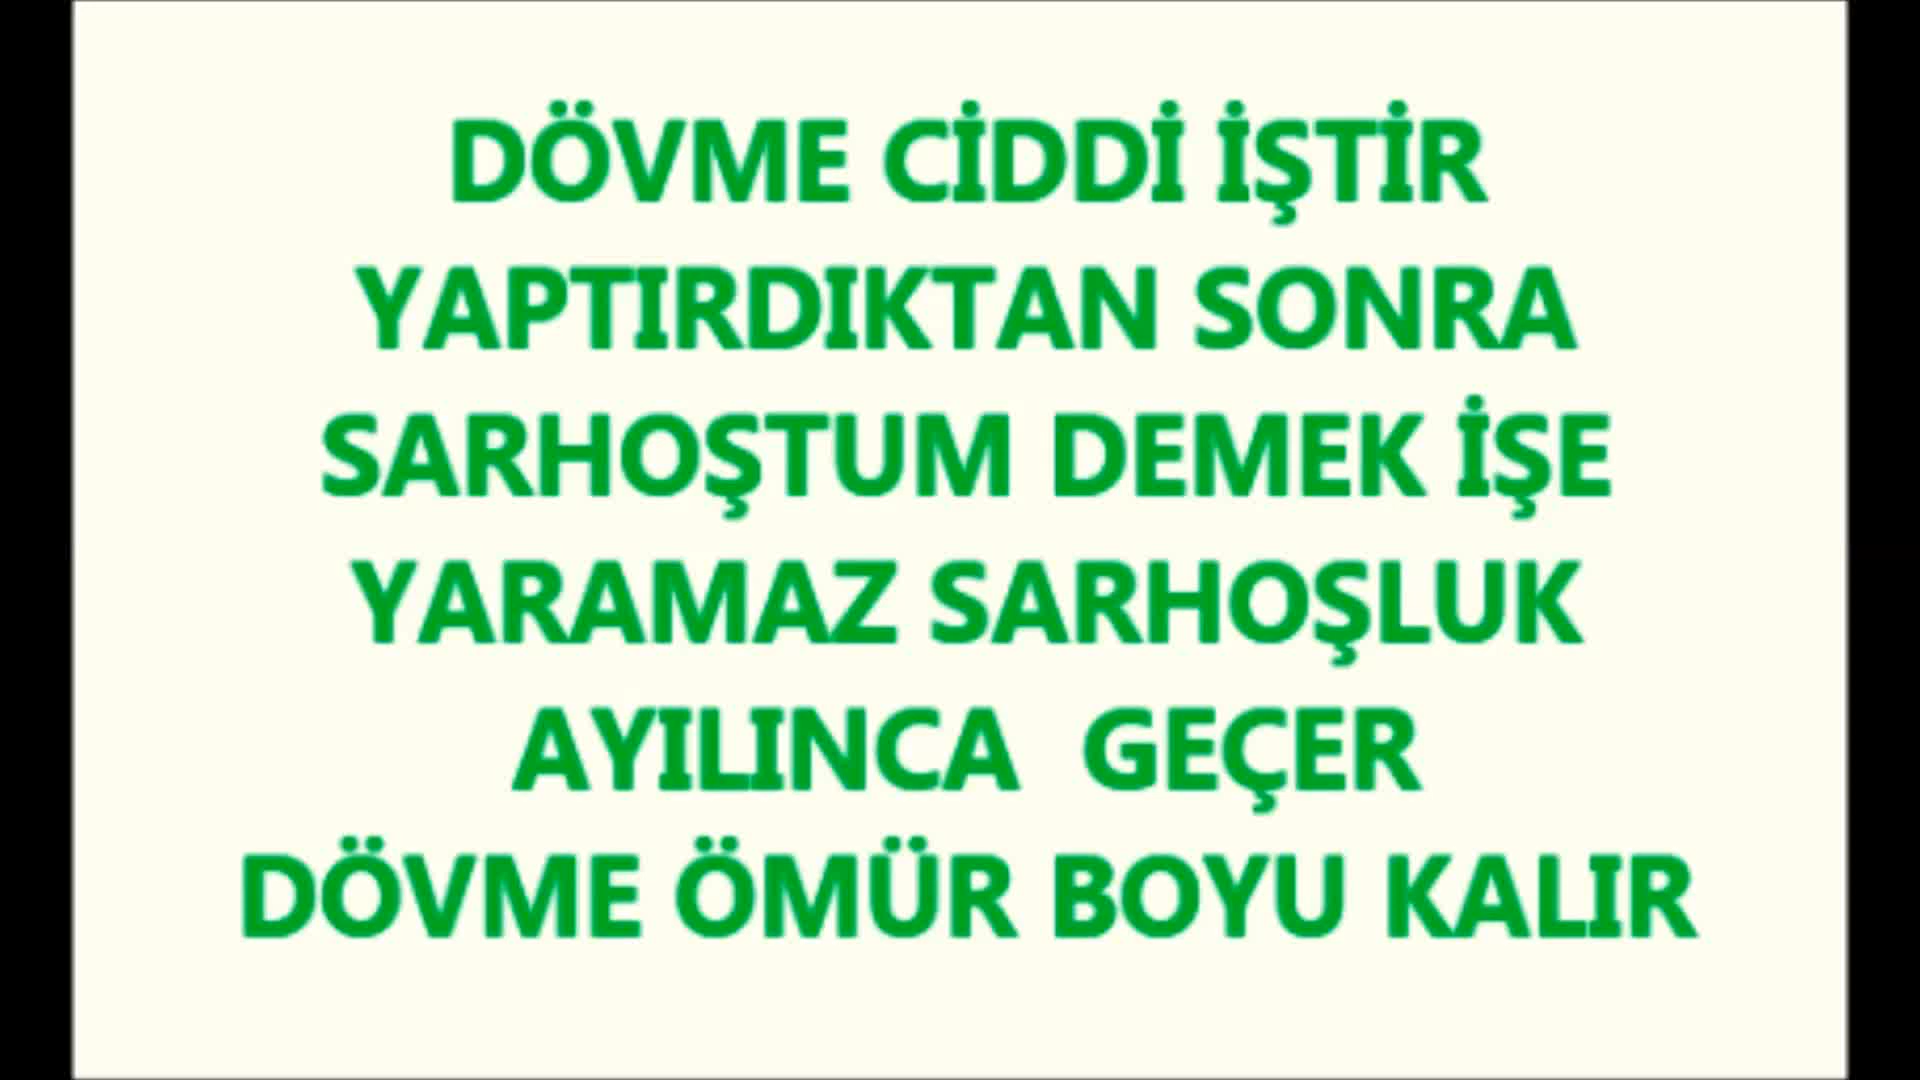 DÖVME CİDDİ İŞTİR
YAPTIRDIKTAN SONRA
SARHOŞTUM DEMEK İŞE
YARAMAZ SARHOŞLUK
AYILINCA  GEÇER
DÖVME ÖMÜR BOYU KALIR